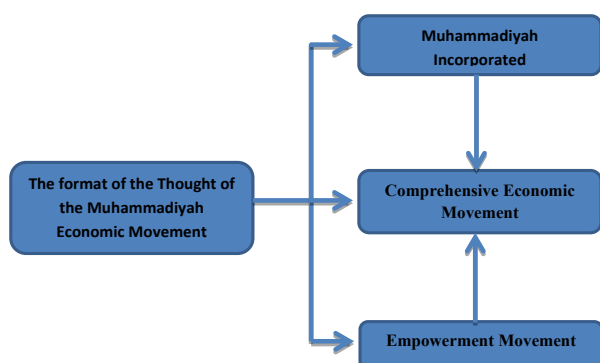 Muhammadiyah
Incorporated
The format of the Thought of
the Muhammadiyah
Economic Movement
Comprehensive Economic
Movement
Empowerment Movement